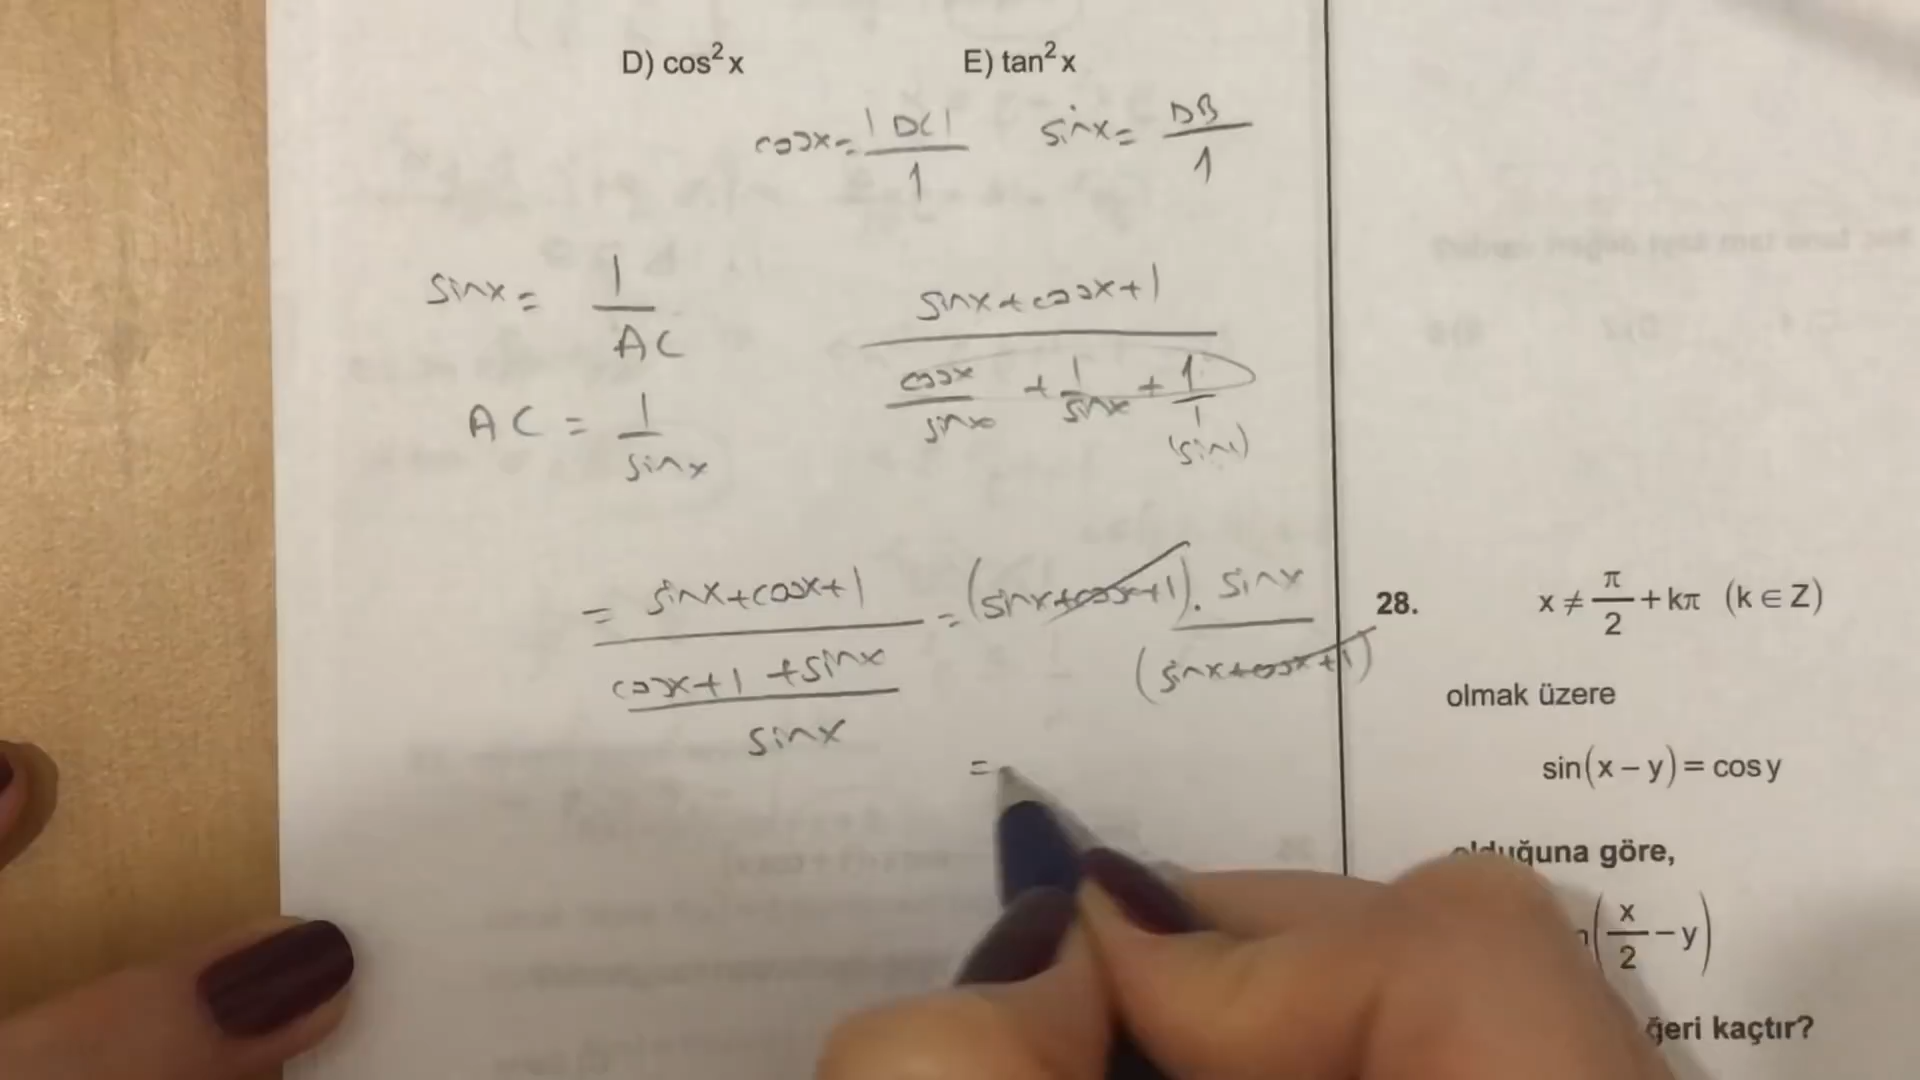 D) cos²x E) tan²x
cosx = |DC| / 1 sinx = DB / 1
sinx = 1 / AC
AC = 1 / sinx
sinx + cosx + 1 / (cosx / sinx + 1 / sinx + 1 / 1)
(sinx)
= sinx + cosx + 1 / ((cosx + 1 + sinx) / sinx) = (sinx + cosx + 1) . sinx / (sinx + cosx + 1)
=
28. x ≠ π/2 + kπ (k ∈ Z)
olmak üzere
sin(x – y) = cos y
olduğuna göre,
(x/2 – y)
ğeri kaçtır?